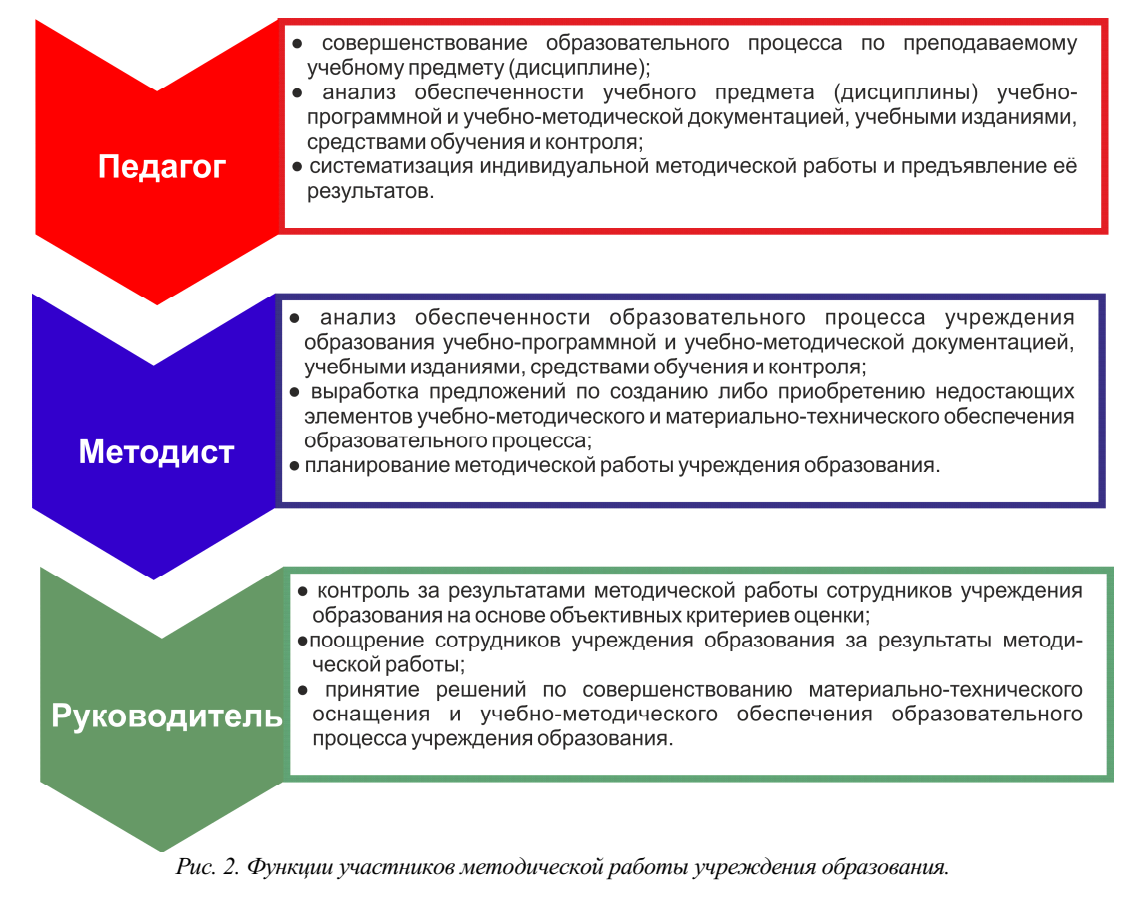 Педагог
● совершенствование образовательного процесса по преподаваемому
учебному предмету (дисциплине);
● анализ обеспеченности учебного предмета (дисциплины) учебно-
программной и учебно-методической документацией, учебными изданиями,
средствами обучения и контроля;
● систематизация индивидуальной методической работы и предъявление её
результатов.
Методист
● анализ обеспеченности образовательного процесса учреждения
образования учебно-программной и учебно-методической документацией,
учебными изданиями, средствами обучения и контроля;
● выработка предложений по созданию либо приобретению недостающих
элементов учебно-методического и материально-технического обеспечения
образовательного процесса;
● планирование методической работы учреждения образования.
Руководитель
● контроль за результатами методической работы сотрудников учреждения
образования на основе объективных критериев оценки;
●поощрение сотрудников учреждения образования за результаты методи-
ческой работы;
● принятие решений по совершенствованию материально-технического
оснащения и учебно-методического обеспечения образовательного
процесса учреждения образования.
Рис. 2. Функции участников методической работы учреждения образования.